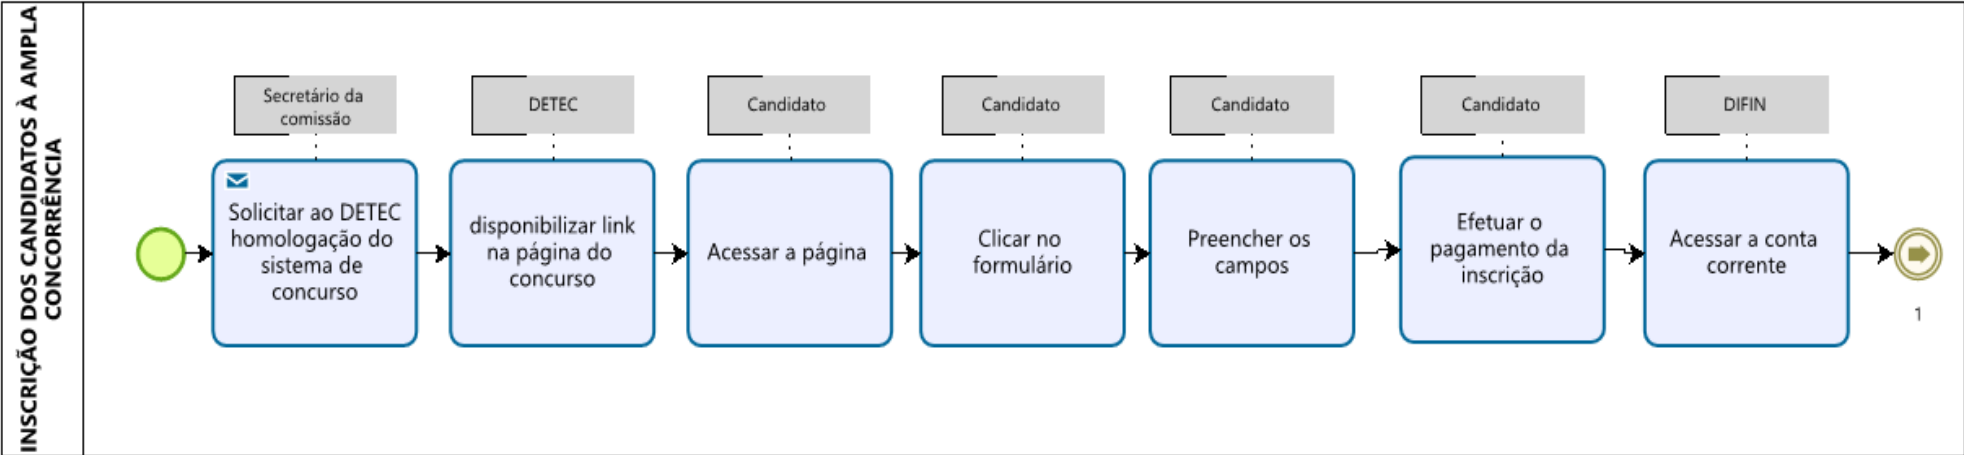 INSCRIÇÃO DOS CANDIDATOS À AMPLA
CONCORRÊNCIA
Secretário da
comissão
Solicitar ao DETEC
homologação do
sistema de
concurso
DETEC
disponibilizar link
na página do
concurso
Candidato
Acessar a página
Candidato
Clicar no
formulário
Candidato
Preencher os
campos
Candidato
Efetuar o
pagamento da
inscrição
DIFIN
Acessar a conta
corrente
1